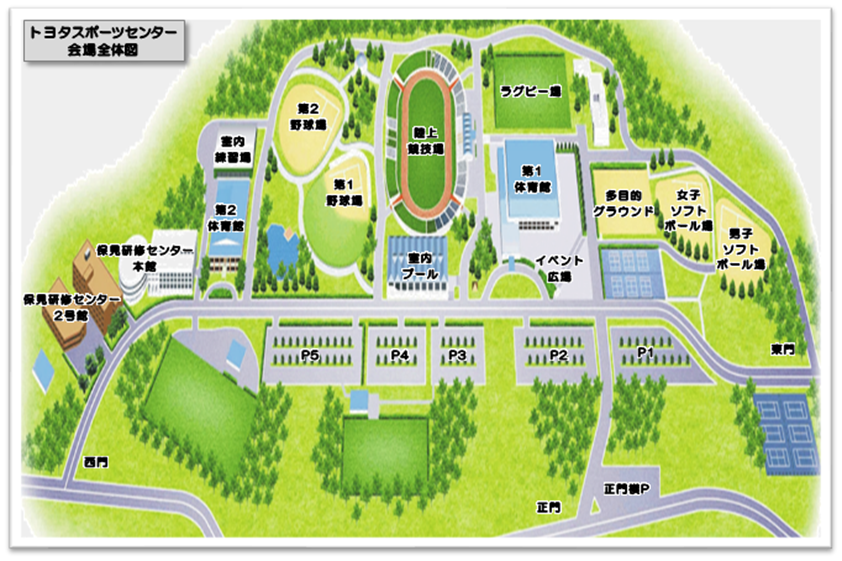 トヨタスポーツセンター
会場全体図
第2
野球場
陸上
競技場
ラグビー場
室内
練習場
第1
野球場
第1
体育館
第2
体育館
多目的
グラウンド
女子
ソフト
ボール場
男子
ソフト
ボール場
保見研修センター
本館
室内
プール
イベント
広場
保見研修センター
2号館
P5
P4
P3
P2
P1
東門
西門
正門横P
正門